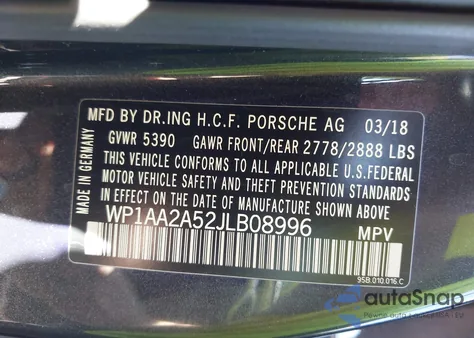 MFD BY DR.ING H.C.F. PORSCHE AG 03/18
GVWR 5390 GAWR FRONT/REAR 2778/2888 LBS
THIS VEHICLE CONFORMS TO ALL APPLICABLE U.S.FEDERAL
MOTOR VEHICLE SAFETY AND THEFT PREVENTION STANDARDS
IN EFFECT ON THE DATE OF MANUFACTURE SHOWN ABOVE.
WP1AA2A52JLB08996 MPV
MADE IN GERMANY
95B.010.016.C
autoSnap